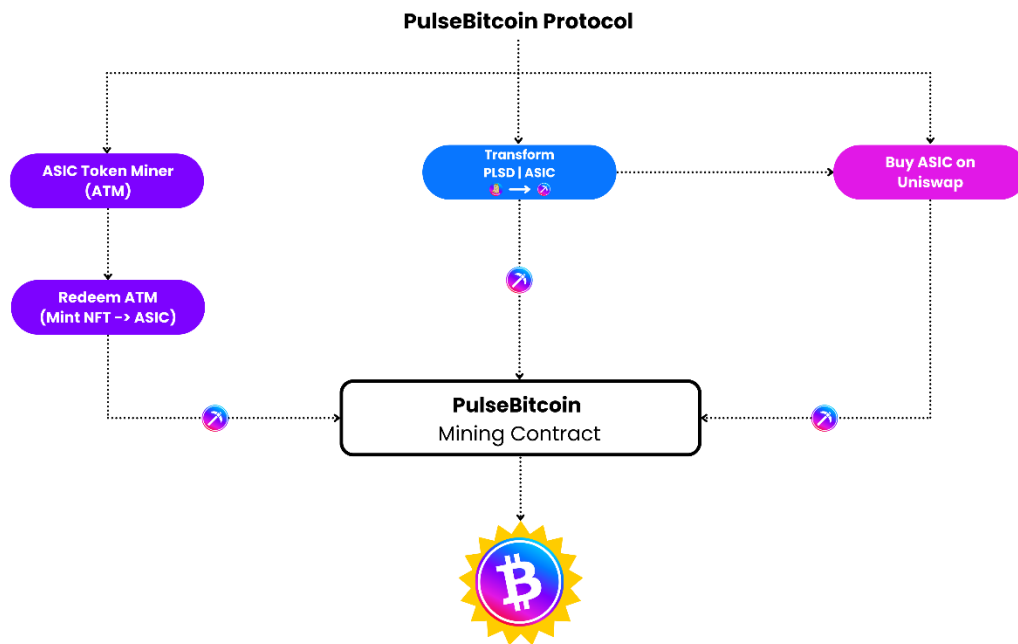 PulseBitcoin Protocol
ASIC Token Miner
(ATM)
Transform
PLSD | ASIC
Buy ASIC on
Uniswap
Redeem ATM
(Mint NFT -> ASIC)
PulseBitcoin
Mining Contract